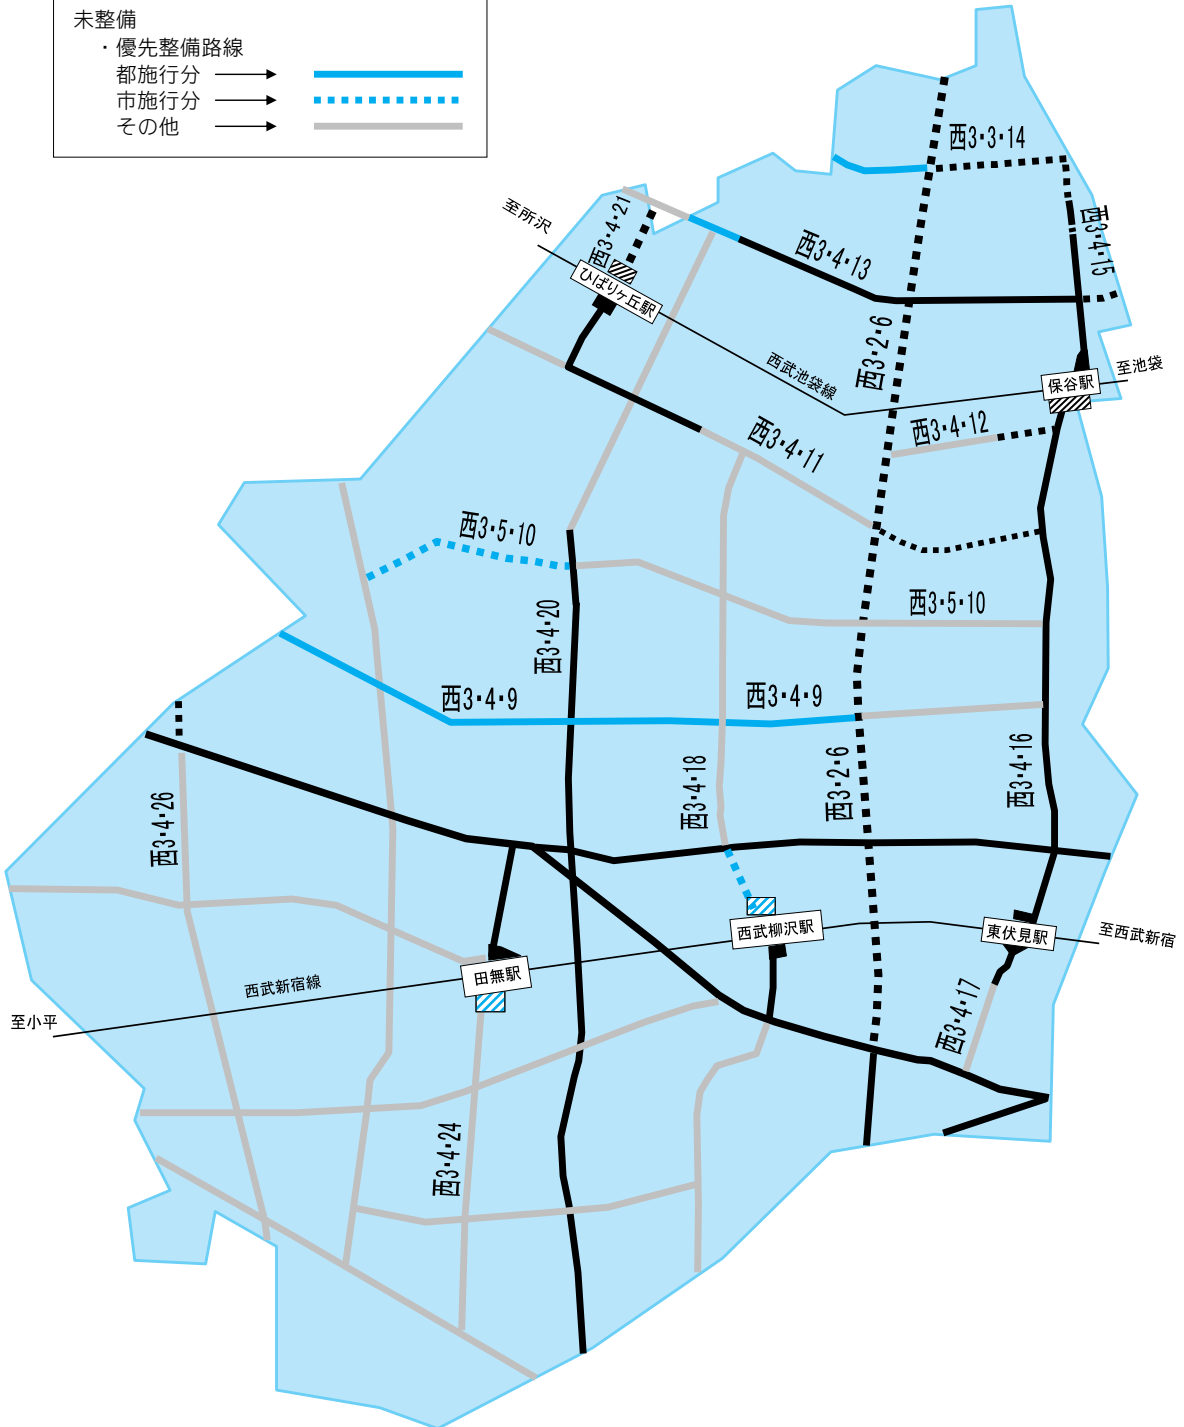 未整備
・優先整備路線
都施行分
市施行分
その他
西3・3・14
至所沢
西3・4・21
西3・4・15
西3・4・13
ひばりヶ丘駅
西3・2・6
西武池袋線
至池袋
保谷駅
西3・4・12
西3・4・11
西3・5・10
西3・5・10
西3・4・20
西3・4・9
西3・4・9
西3・4・18
西3・2・6
西3・4・16
西3・4・26
西武柳沢駅
東伏見駅
至西武新宿
田無駅
西武新宿線
至小平
西3・4・17
西3・4・24